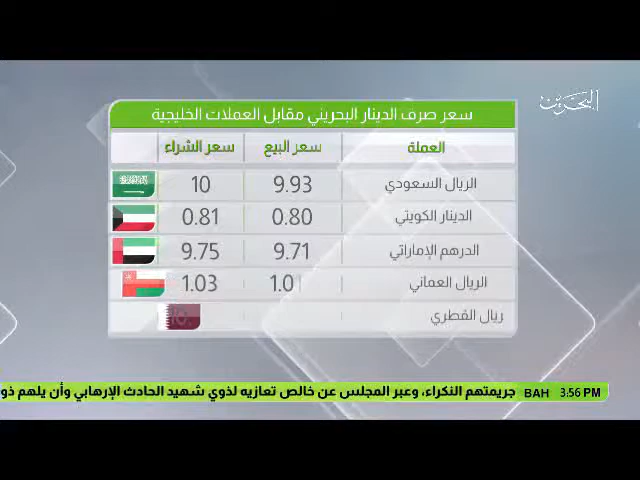 البحرين
سعر صرف الدينار البحريني مقابل العملات الخليجية
العملة سعر البيع سعر الشراء
الريال السعودي 9.93 10
الدينار الكويتي 0.80 0.81
الدرهم الإماراتي 9.71 9.75
الريال العماني 1.0 1.03
ريال القطري
جريمتهم النكراء، وعبر المجلس عن خالص تعازيه لذوي شهيد الحادث الإرهابي وأن يلهم ذو
BAH 3:56 PM